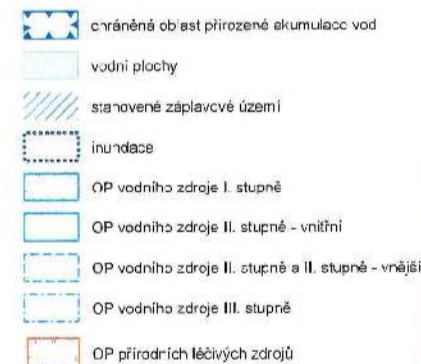 chráněná oblast přirozené akumulace vod
vodní plochy
stanovené záplavové území
inundace
OP vodního zdroje I. stupně
OP vodního zdroje II. stupně - vnitřní
OP vodního zdroje II. stupně a II. stupně - vnější
OP vodního zdroje III. stupně
OP přírodních léčivých zdrojů